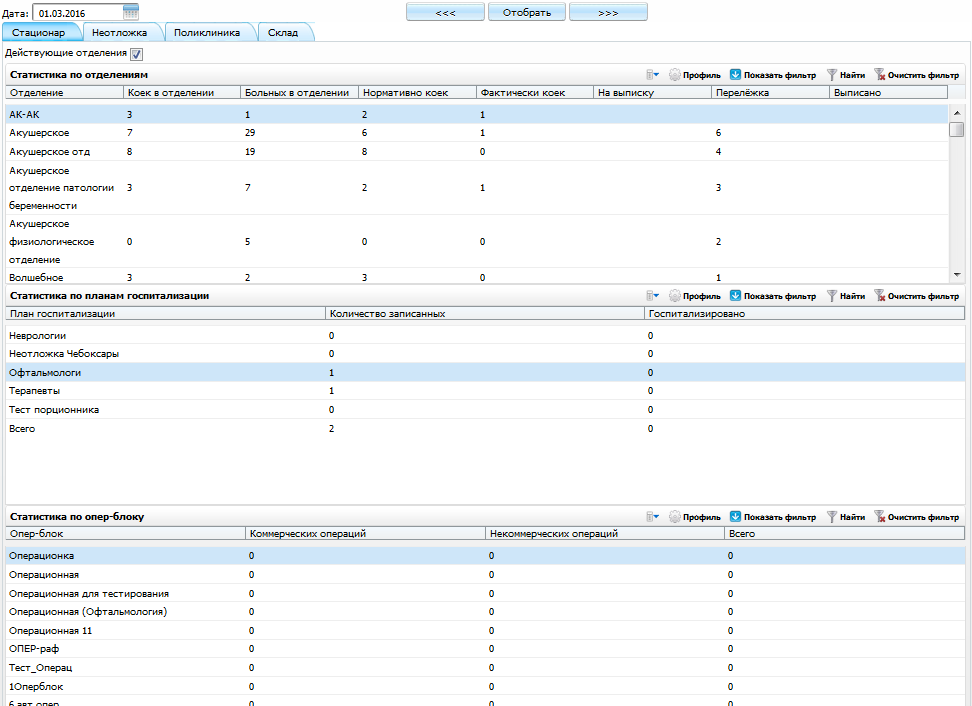 Дата: 01.03.2016 <<< Отобрать >>>
Стационар Неотложка Поликлиника Склад
Действующие отделения
Статистика по отделениям Профиль Показать фильтр Найти Очистить фильтр
Отделение Коек в отделении Больных в отделении Нормативно коек Фактически коек На выписку Перелёжка Выписано
АК-АК 3 1 2 1
Акушерское 7 29 6 1 6
Акушерское отд 8 19 8 0 4
Акушерское
отделение патологии 3 7 2 1 3
беременности
Акушерское
физиологическое 0 5 0 0 2
отделение
Волшебное 3 2 3 0 1
Статистика по планам госпитализации Профиль Показать фильтр Найти Очистить фильтр
План госпитализации Количество записанных Госпитализировано
Неврологии 0 0
Неотложка Чебоксары 0 0
Офтальмологи 1 0
Терапевты 1 0
Тест порционника 0 0
Всего 2 0
Статистика по опер-блоку Профиль Показать фильтр Найти Очистить фильтр
Опер-блок Коммерческих операций Некоммерческих операций Всего
Операционка 0 0 0
Операционная 0 0 0
Операционная для тестирования 0 0 0
Операционная (Офтальмология) 0 0 0
Операционная 11 0 0 0
ОПЕР-раф 0 0 0
Тест_Операц 0 0 0
1Оперблок 0 0 0
6 авт опер 0 0 0